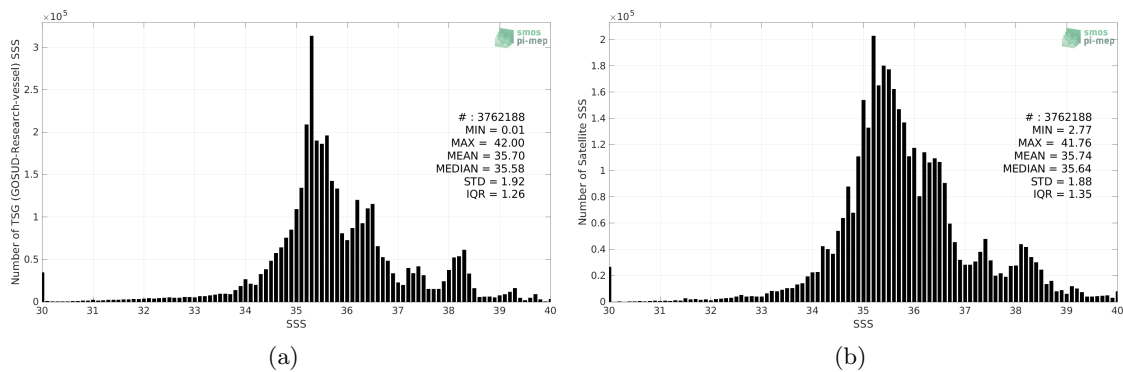 ×10⁵
Number of TSG (GOSUD-Research-vessel) SSS
3
2.5
2
1.5
1
0.5
0
smos
pi-mep
# : 3762188
MIN = 0.01
MAX = 42.00
MEAN = 35.70
MEDIAN = 35.58
STD = 1.92
IQR = 1.26
30 31 32 33 34 35 36 37 38 39 40
SSS
(a)
×10⁵
Number of Satellite SSS
2
1.8
1.6
1.4
1.2
1
0.8
0.6
0.4
0.2
0
smos
pi-mep
# : 3762188
MIN = 2.77
MAX = 41.76
MEAN = 35.74
MEDIAN = 35.64
STD = 1.88
IQR = 1.35
30 31 32 33 34 35 36 37 38 39 40
SSS
(b)